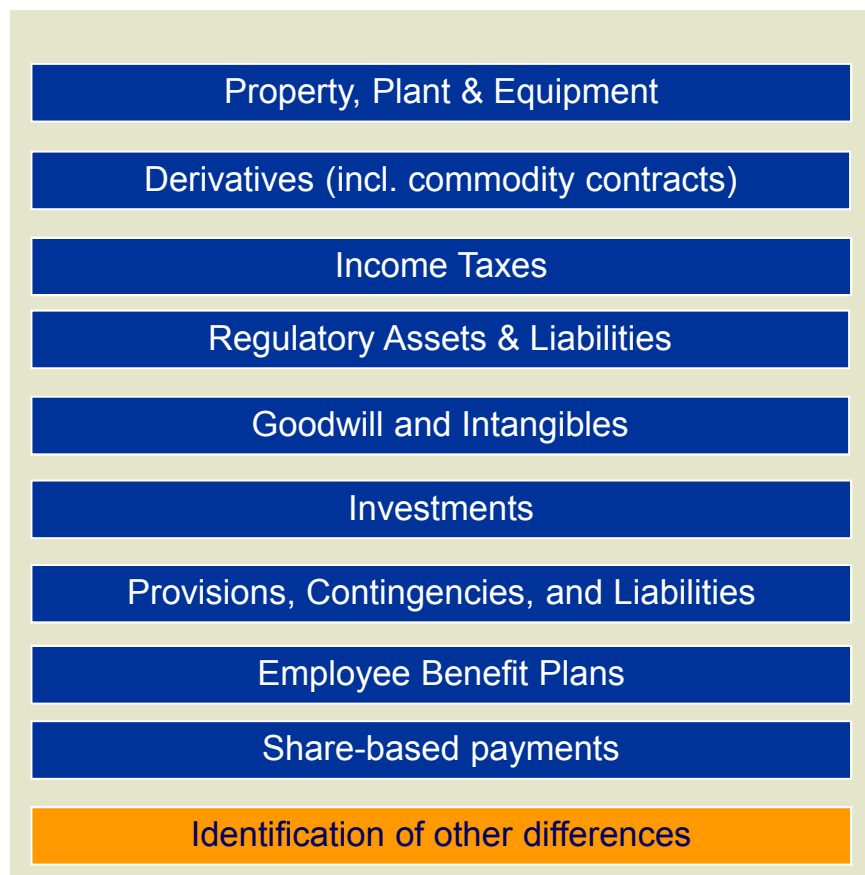 Property, Plant & Equipment
Derivatives (incl. commodity contracts)
Income Taxes
Regulatory Assets & Liabilities
Goodwill and Intangibles
Investments
Provisions, Contingencies, and Liabilities
Employee Benefit Plans
Share-based payments
Identification of other differences